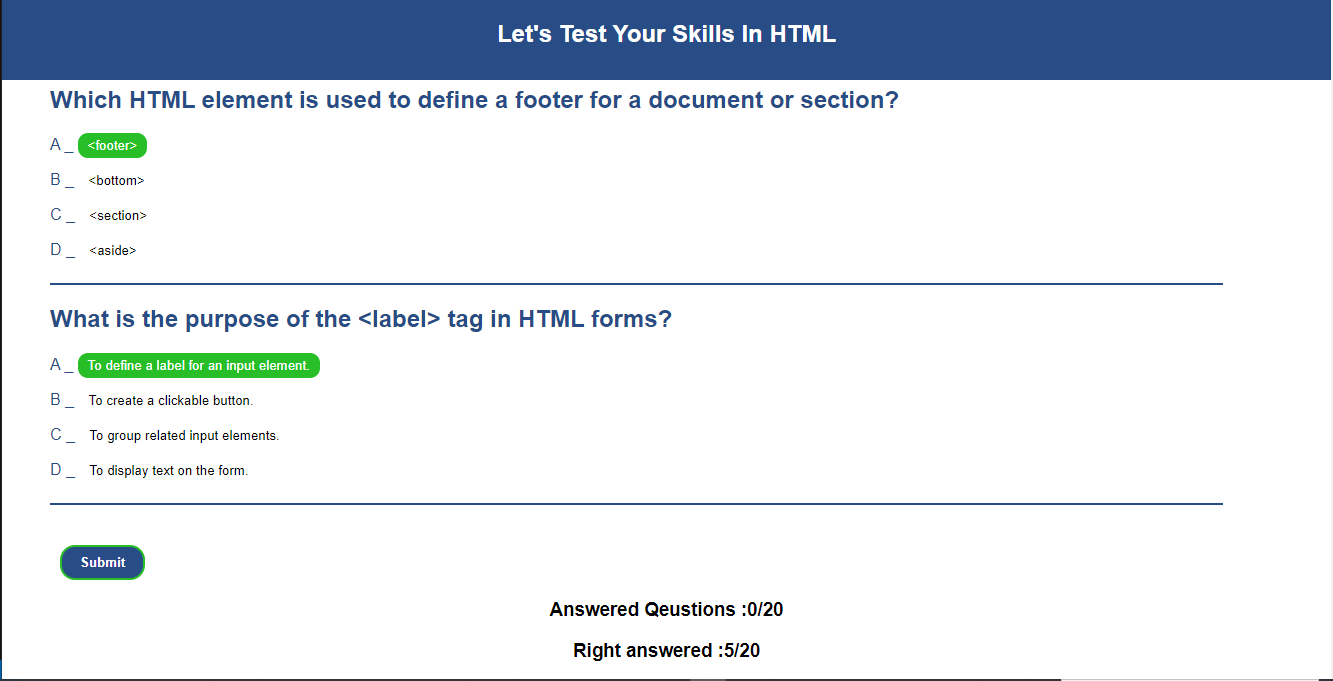 Let's Test Your Skills In HTML
Which HTML element is used to define a footer for a document or section?
A _ <footer>
B _ <bottom>
C _ <section>
D _ <aside>
What is the purpose of the <label> tag in HTML forms?
A _ To define a label for an input element.
B _ To create a clickable button.
C _ To group related input elements.
D _ To display text on the form.
Submit
Answered Qeustions :0/20
Right answered :5/20